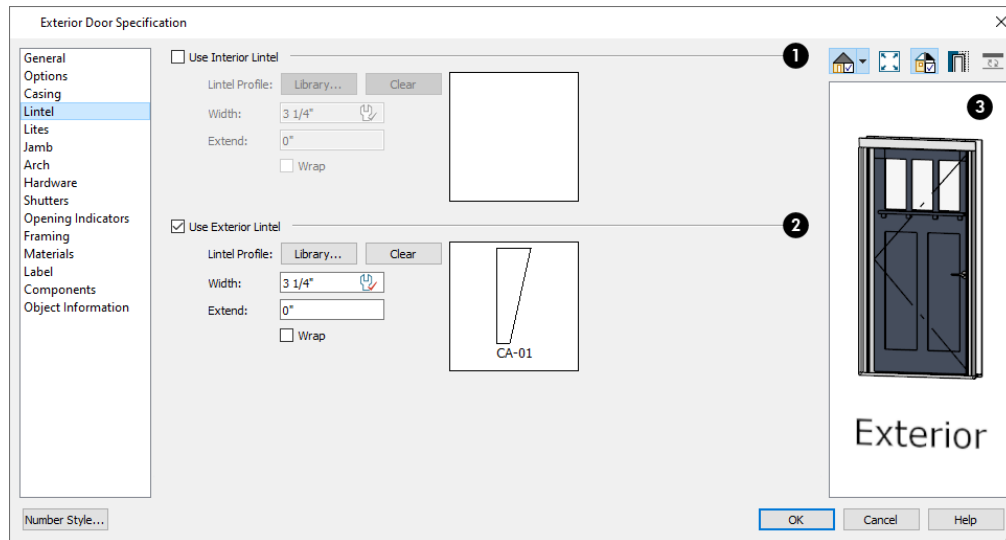 Exterior Door Specification
General
Options
Casing
Lintel
Lites
Jamb
Arch
Hardware
Shutters
Opening Indicators
Framing
Materials
Label
Components
Object Information
Number Style...
Use Interior Lintel
1
Lintel Profile: Library... Clear
Width: 3 1/4"
Extend: 0"
Wrap
Use Exterior Lintel
2
Lintel Profile: Library... Clear
Width: 3 1/4"
Extend: 0"
Wrap
CA-01
3
Exterior
OK Cancel Help